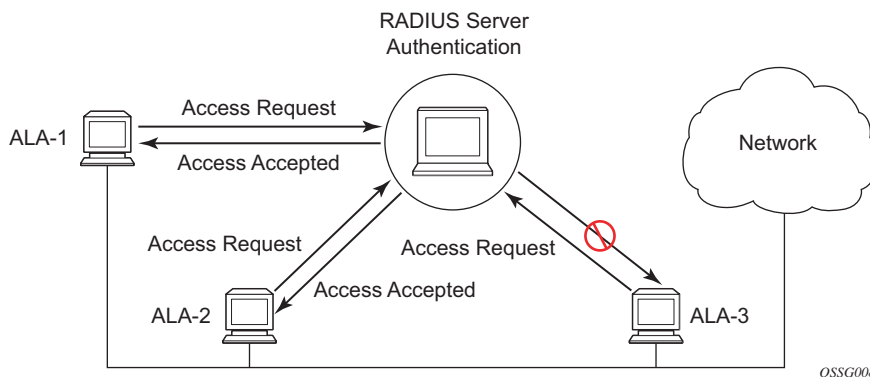 RADIUS Server
Authentication
Access Request
ALA-1
Access Accepted
Network
Access Request
Access Request
Access Accepted
ALA-2
ALA-3